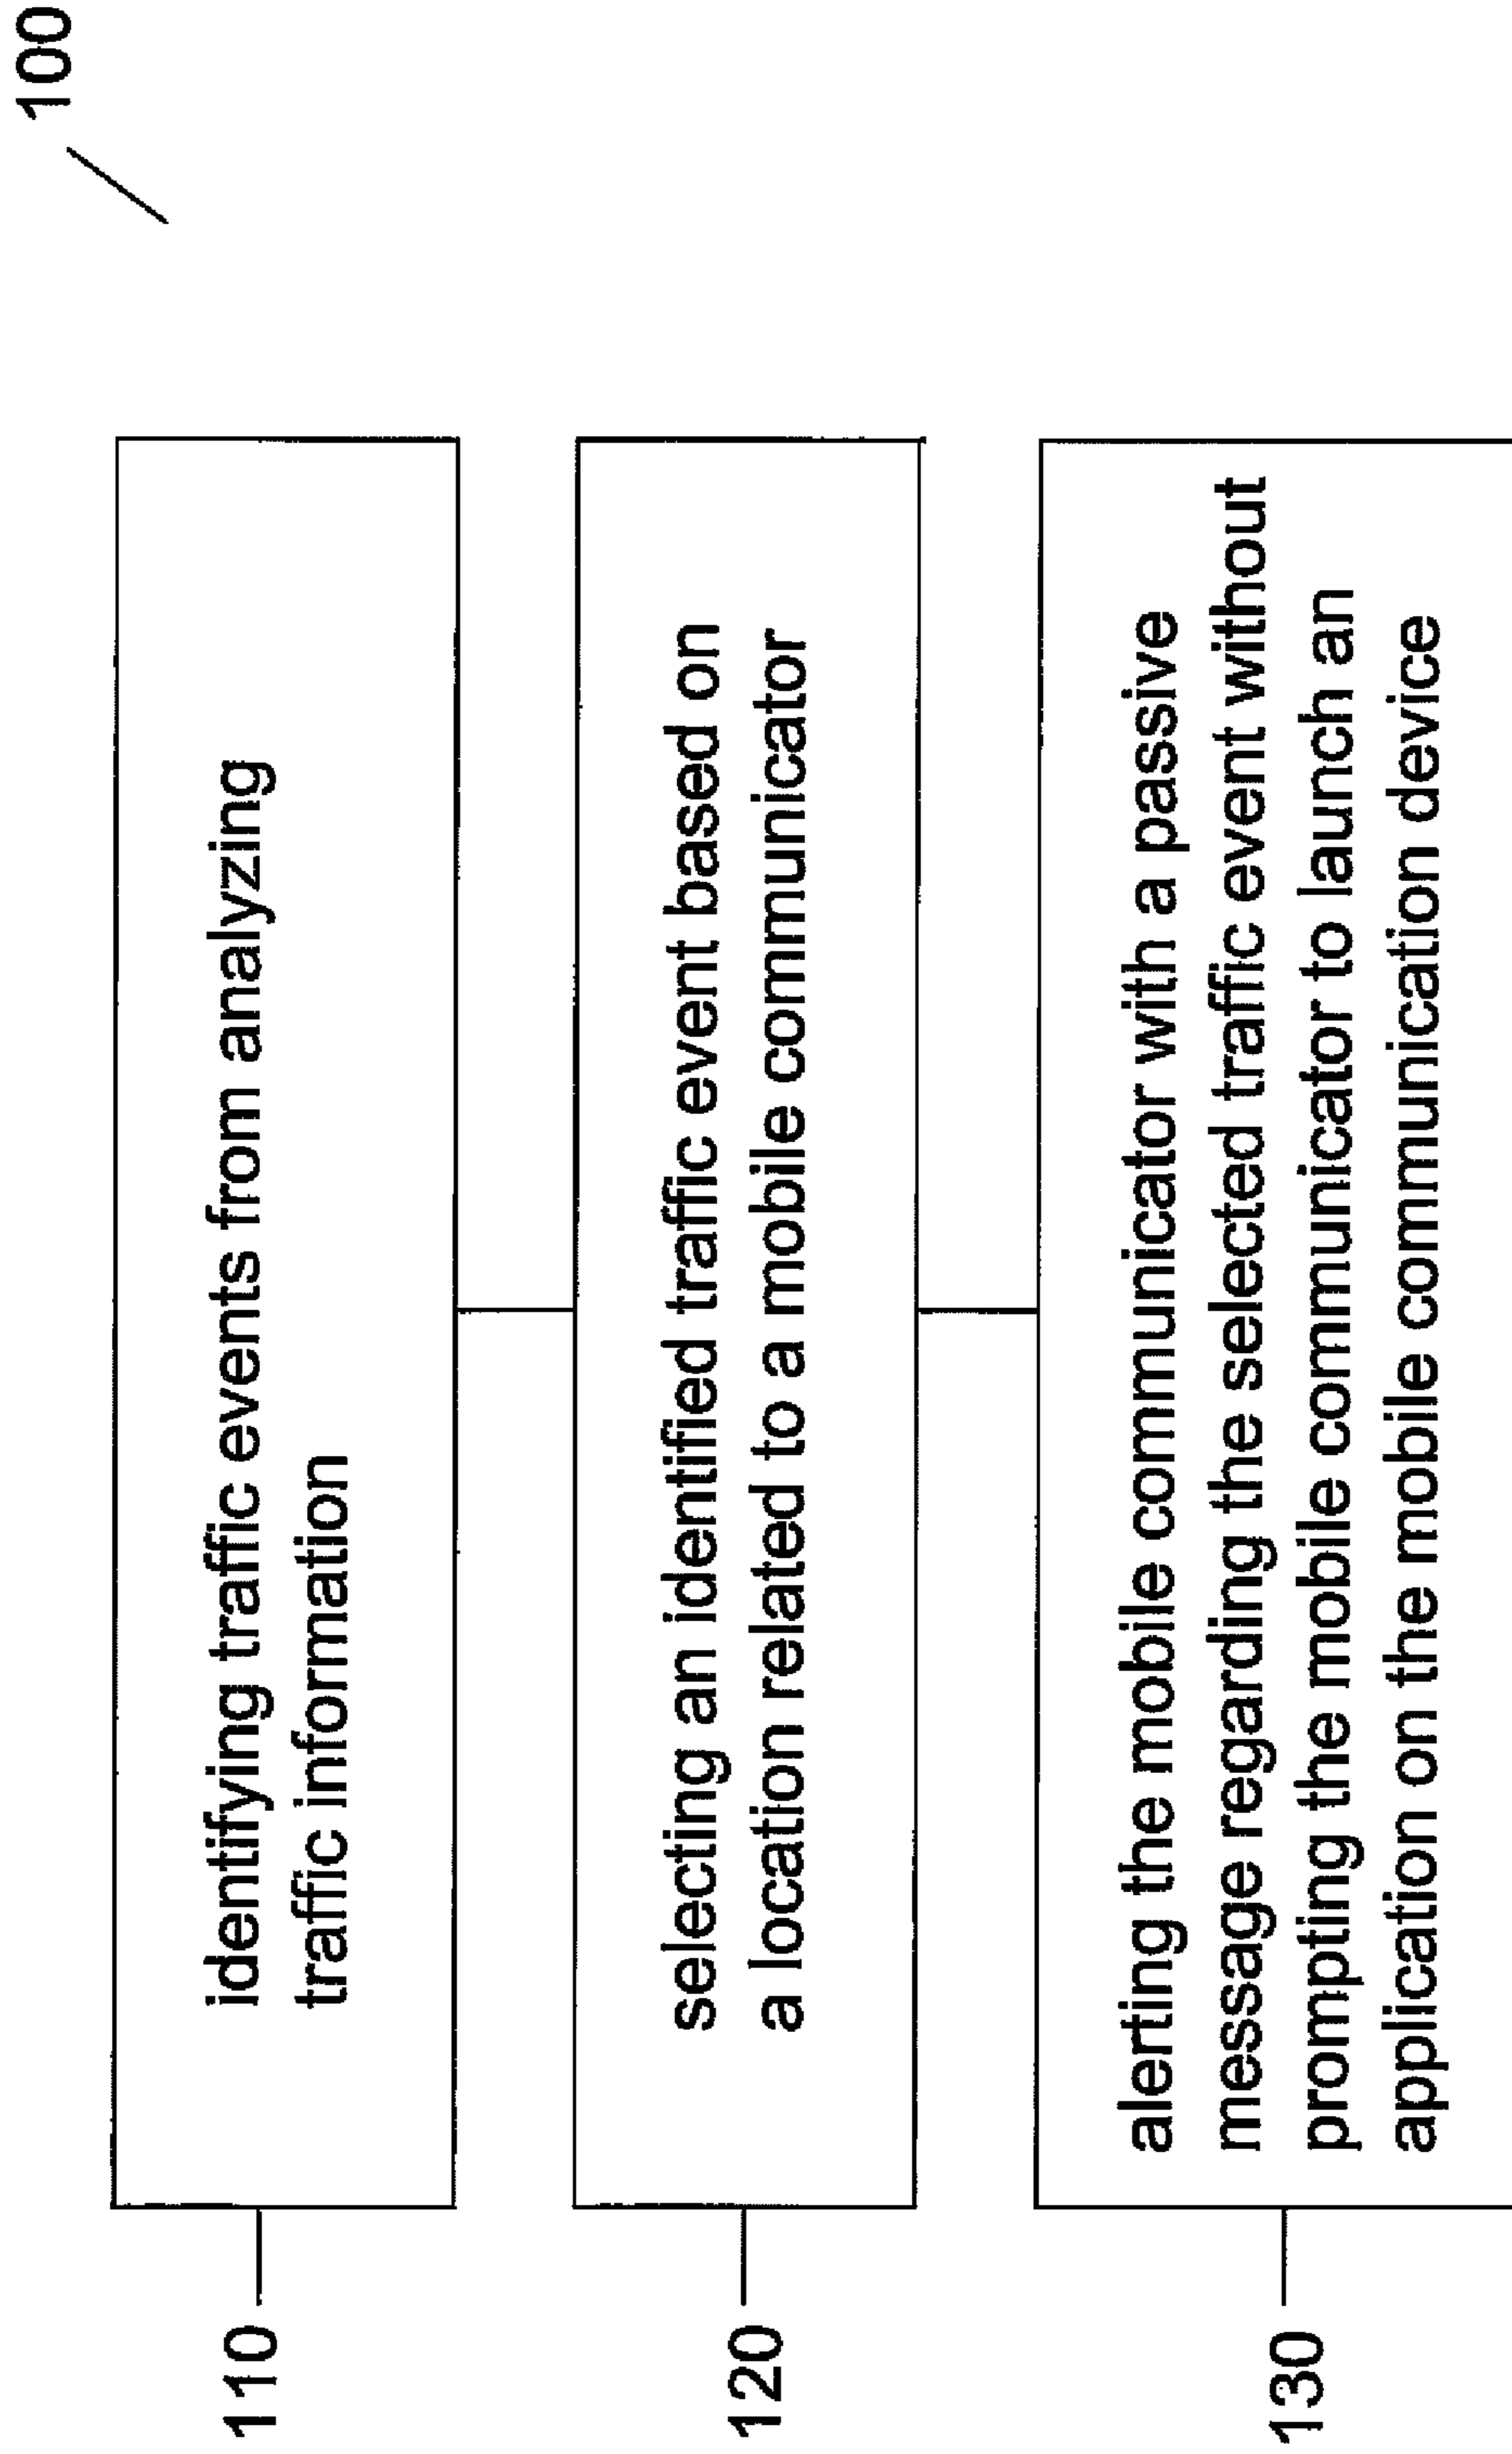 100
110
identifying traffic events from analyzing
traffic information
120
selecting an identified traffic event based on
a location related to a mobile communicator
130
alerting the mobile communicator with a passive
message regarding the selected traffic event without
prompting the mobile communicator to launch an
application on the mobile communication device